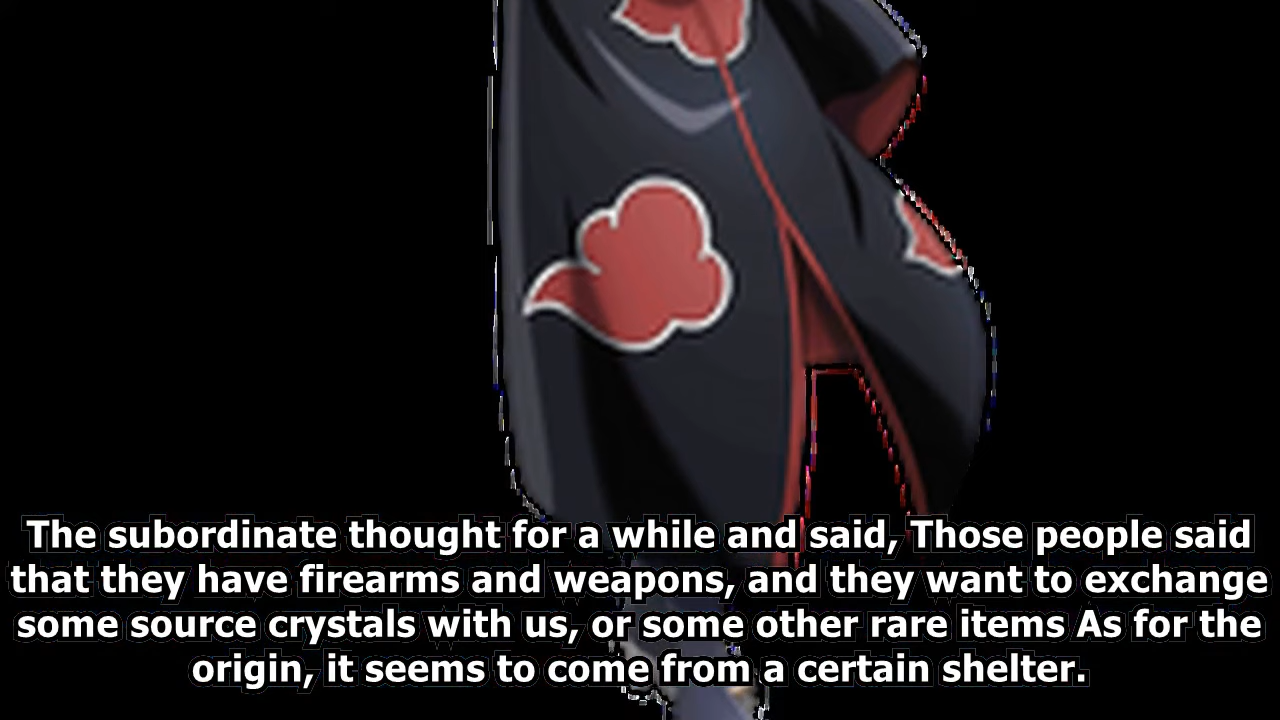 The subordinate thought for a while and said, Those people said
that they have firearms and weapons, and they want to exchange
some source crystals with us, or some other rare items As for the
origin, it seems to come from a certain shelter.